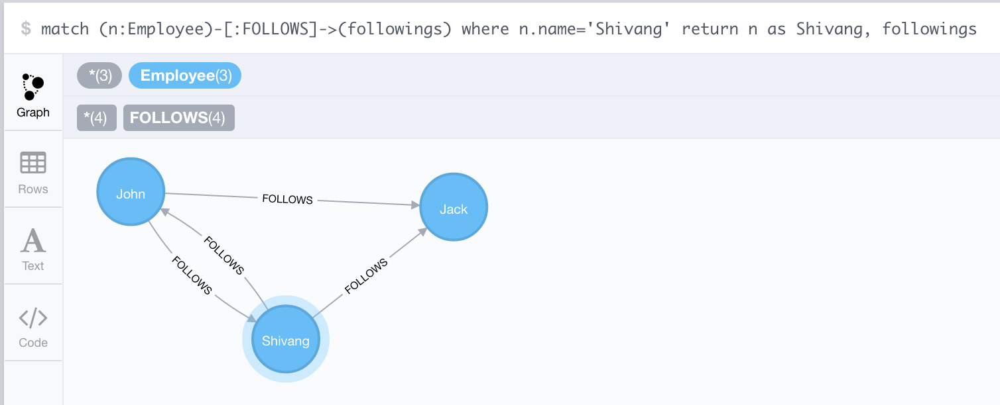 $ match (n:Employee)-[:FOLLOWS]->(followings) where n.name='Shivang' return n as Shivang, followings
*(3) Employee(3)
Graph
*(4) FOLLOWS(4)
Rows
Text
Code
John
FOLLOWS
Jack
FOLLOWS
FOLLOWS
FOLLOWS
Shivang